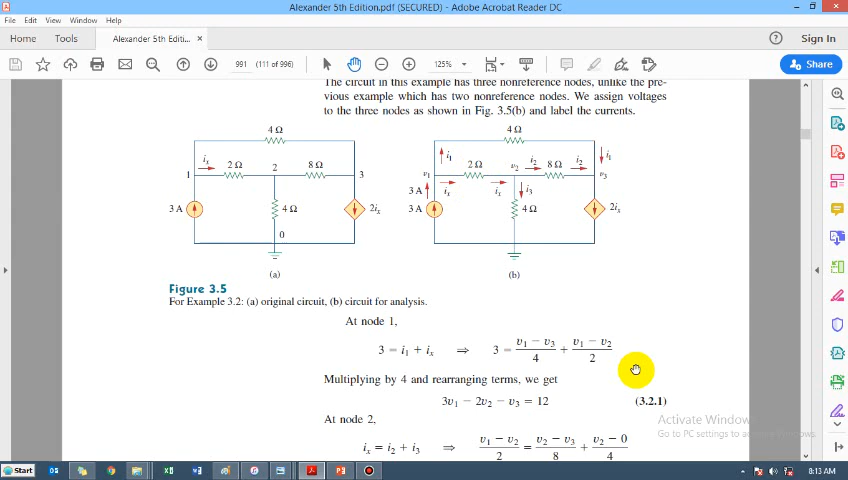 Alexander 5th Edition.pdf (SECURED) - Adobe Acrobat Reader DC
File Edit View Window Help
Home Tools Alexander 5th Editi... × Sign In
991 (111 of 996) 125% Share
The circuit in this example has three nonreference nodes, unlike the pre-
vious example which has two nonreference nodes. We assign voltages
to the three nodes as shown in Fig. 3.5(b) and label the currents.
4 Ω
iₓ
1 2 Ω 2 8 Ω 3
3 A 4 Ω 2iₓ
0
(a)
4 Ω
i₁ i₁
v₁ 2 Ω v₂ i₂ 8 Ω i₂ v₃
3 A iₓ iₓ i₃
3 A 4 Ω 2iₓ
(b)
Figure 3.5
For Example 3.2: (a) original circuit, (b) circuit for analysis.
At node 1,
3 = i₁ + iₓ ⇒ 3 = (v₁ − v₃)/4 + (v₁ − v₂)/2
Multiplying by 4 and rearranging terms, we get
3v₁ − 2v₂ − v₃ = 12 (3.2.1)
At node 2,
iₓ = i₂ + i₃ ⇒ (v₁ − v₂)/2 = (v₂ − v₃)/8 + (v₂ − 0)/4
Activate Window
Go to PC settings to activate Windows.
Start 8:13 AM